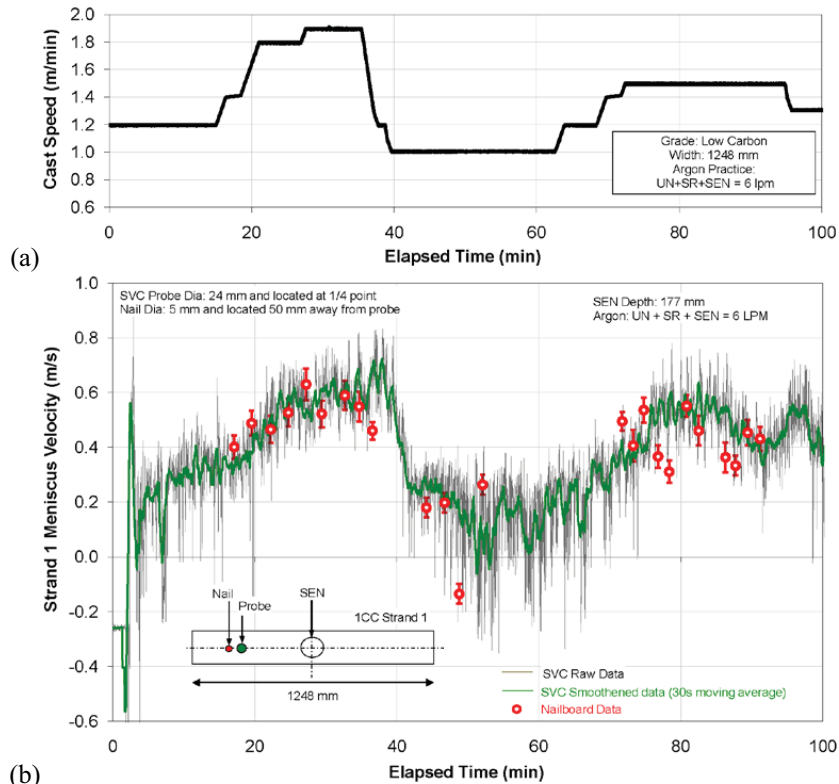 2.0
1.8
1.6
1.4
1.2
1.0
0.8
0.6
Cast Speed (m/min)
Grade: Low Carbon
Width: 1248 mm
Argon Practice:
UN+SR+SEN = 6 lpm
0 20 40 60 80 100
Elapsed Time (min)
(a)
1.0
0.8
0.6
0.4
0.2
0.0
-0.2
-0.4
-0.6
Strand 1 Meniscus Velocity (m/s)
SVC Probe Dia: 24 mm and located at 1/4 point
Nail Dia: 5 mm and located 50 mm away from probe
SEN Depth: 177 mm
Argon: UN + SR + SEN = 6 LPM
Nail
Probe
SEN
1CC Strand 1
1248 mm
SVC Raw Data
SVC Smoothened data (30s moving average)
Nailboard Data
0 20 40 60 80 100
Elapsed Time (min)
(b)